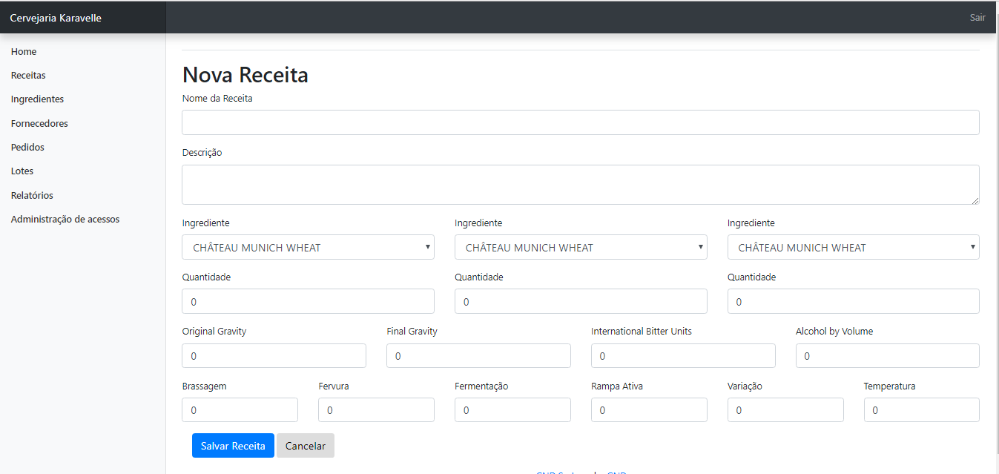 Cervejaria Karavelle
Sair
Home
Receitas
Ingredientes
Fornecedores
Pedidos
Lotes
Relatórios
Administração de acessos
Nova Receita
Nome da Receita
Descrição
Ingrediente Ingrediente Ingrediente
CHÂTEAU MUNICH WHEAT CHÂTEAU MUNICH WHEAT CHÂTEAU MUNICH WHEAT
Quantidade Quantidade Quantidade
0 0 0
Original Gravity Final Gravity International Bitter Units Alcohol by Volume
0 0 0 0
Brassagem Fervura Fermentação Rampa Ativa Variação Temperatura
0 0 0 0 0 0
Salvar Receita Cancelar